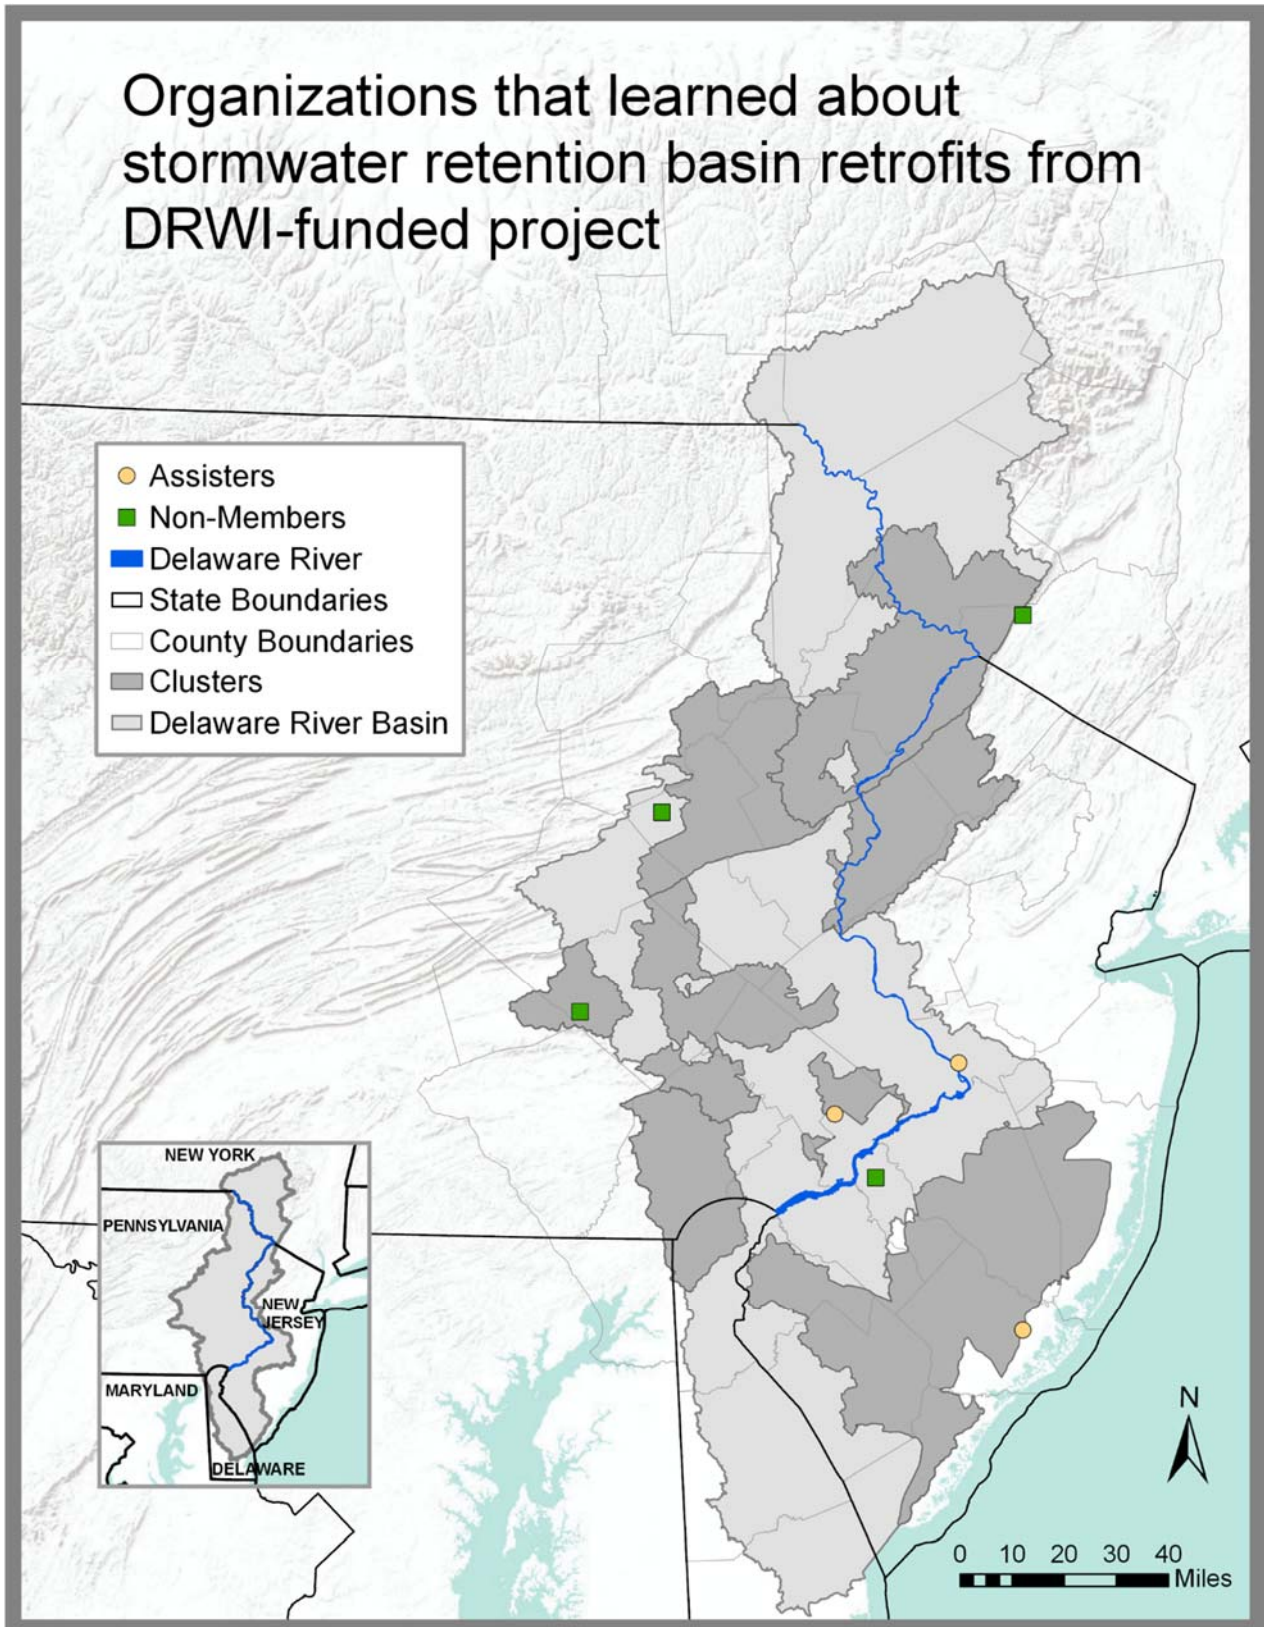 Organizations that learned about
stormwater retention basin retrofits from
DRWI-funded project
Assisters
Non-Members
Delaware River
State Boundaries
County Boundaries
Clusters
Delaware River Basin
NEW YORK
PENNSYLVANIA
NEW
JERSEY
MARYLAND
DELAWARE
N
0 10 20 30 40
Miles